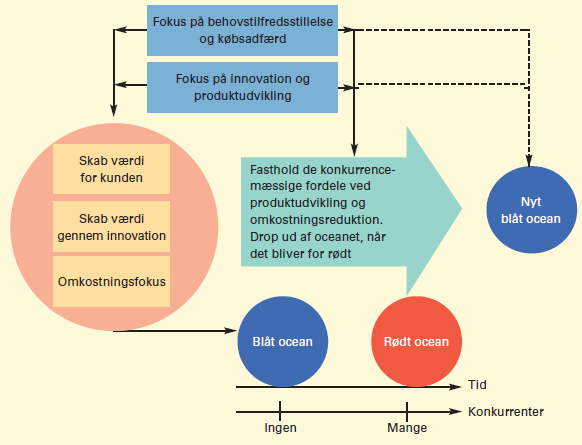 Fokus på behovstilfredsstillelse
og købsadfærd
Fokus på innovation og
produktudvikling
Skab værdi
for kunden
Skab værdi
gennem innovation
Omkostningsfokus
Fasthold de konkurrence-
mæssige fordele ved
produktudvikling og
omkostningsreduktion.
Drop ud af oceanet, når
det bliver for rødt
Nyt
blåt ocean
Blåt ocean
Rødt ocean
Tid
Konkurrenter
Ingen
Mange